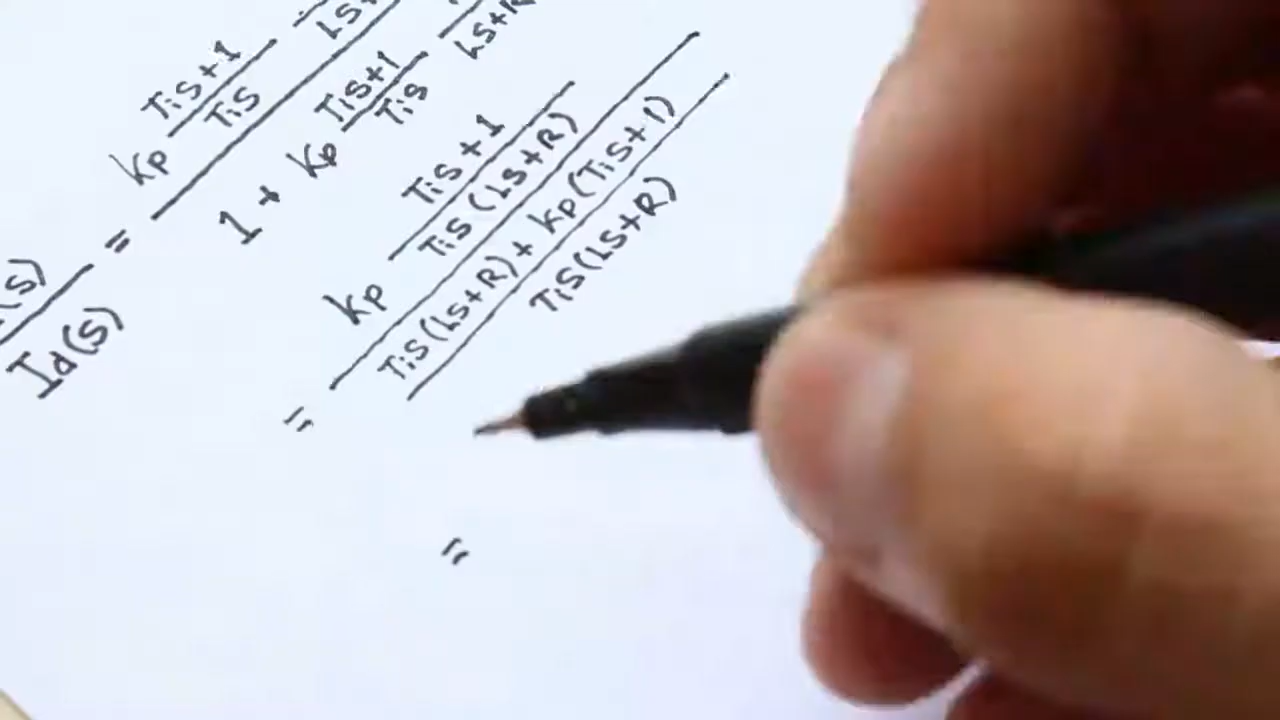 kp TiS + 1 / TiS
(S) / Id(S) =
1 + kp TiS+1 / TiS LS+R
= kp TiS + 1 / TiS (LS+R)
TiS(LS+R) + kp(TiS+1) / TiS(LS+R)
=